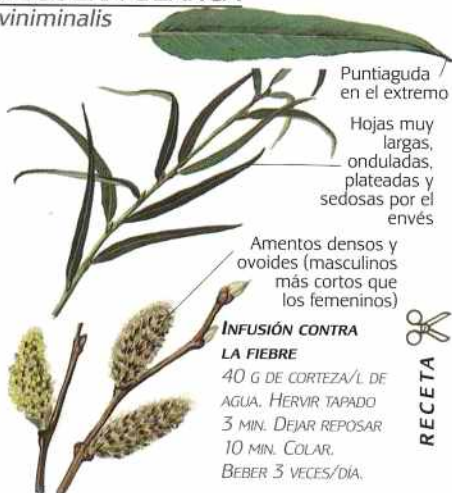 viniminalis
Puntiaguda
en el extremo
Hojas muy
largas,
onduladas,
plateadas y
sedosas por el
envés
Amentos densos y
ovoides (masculinos
más cortos que
los femeninos)
INFUSIÓN CONTRA
LA FIEBRE
40 G DE CORTEZA/L DE
AGUA. HERVIR TAPADO
3 MIN. DEJAR REPOSAR
10 MIN. COLAR.
BEBER 3 VECES/DÍA.
RECETA